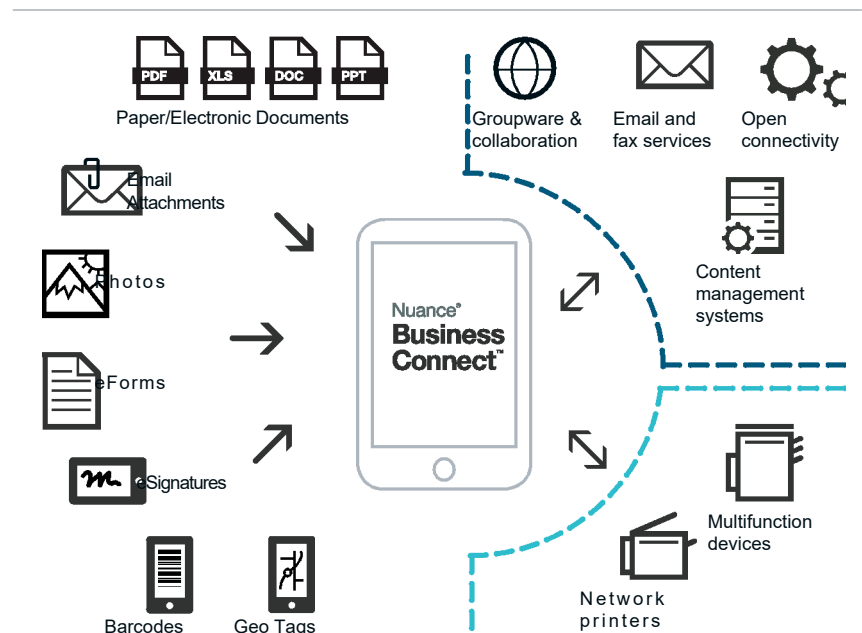 PDF XLS DOC PPT
Paper/Electronic Documents
Groupware &
collaboration
Email and
fax services
Open
connectivity
Email
Attachments
Photos
eForms
eSignatures
Barcodes
Geo Tags
Nuance®
Business
Connect™
Content
management
systems
Multifunction
devices
Network
printers